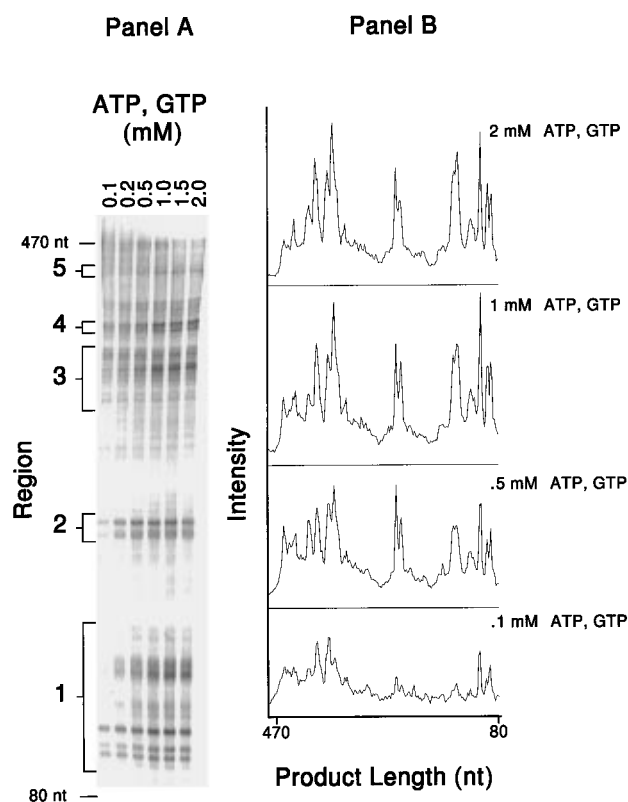 Panel A
Panel B
ATP, GTP
(mM)
0.1
0.2
0.5
1.0
1.5
2.0
470 nt
5
4
3
2
1
80 nt
Region
Intensity
2 mM ATP, GTP
1 mM ATP, GTP
.5 mM ATP, GTP
.1 mM ATP, GTP
470
80
Product Length (nt)